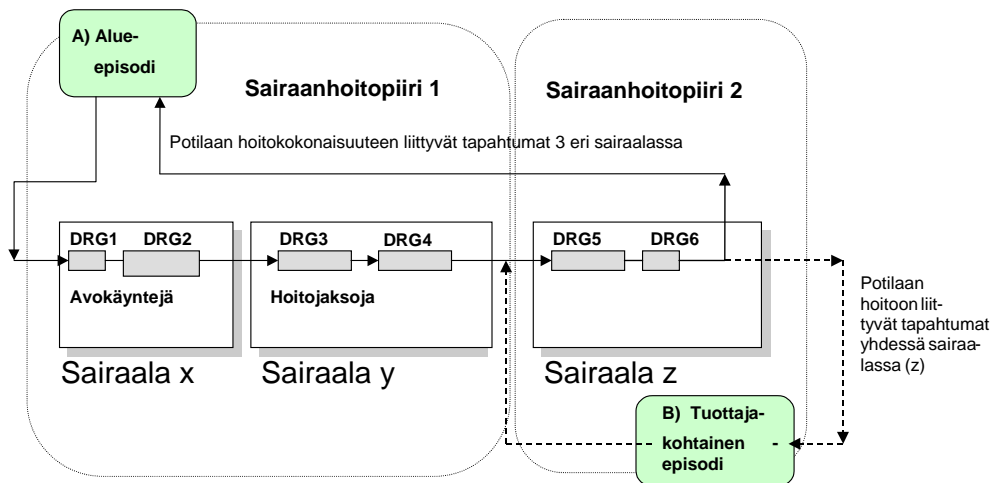 A) Alue-
episodi
Sairaanhoitopiiri 1
Sairaanhoitopiiri 2
Potilaan hoitokokonaisuuteen liittyvät tapahtumat 3 eri sairaalassa
DRG1
DRG2
DRG3
DRG4
DRG5
DRG6
Avokäyntejä
Hoitojaksoja
Potilaan
hoitoon liit-
tyvät tapahtumat
yhdessä sairaa-
lassa (z)
Sairaala x
Sairaala y
Sairaala z
B) Tuottaja-
kohtainen -
episodi